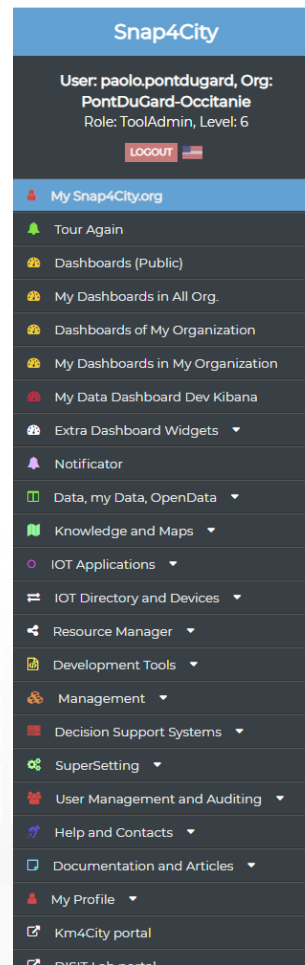 Snap4City
User: paolo.pontdugard, Org:
PontDuGard-Occitanie
Role: ToolAdmin, Level: 6
LOGOUT
My Snap4City.org
Tour Again
Dashboards (Public)
My Dashboards in All Org.
Dashboards of My Organization
My Dashboards in My Organization
My Data Dashboard Dev Kibana
Extra Dashboard Widgets
Notificator
Data, my Data, OpenData
Knowledge and Maps
IOT Applications
IOT Directory and Devices
Resource Manager
Development Tools
Management
Decision Support Systems
SuperSetting
User Management and Auditing
Help and Contacts
Documentation and Articles
My Profile
Km4City portal
DISIT Lab portal